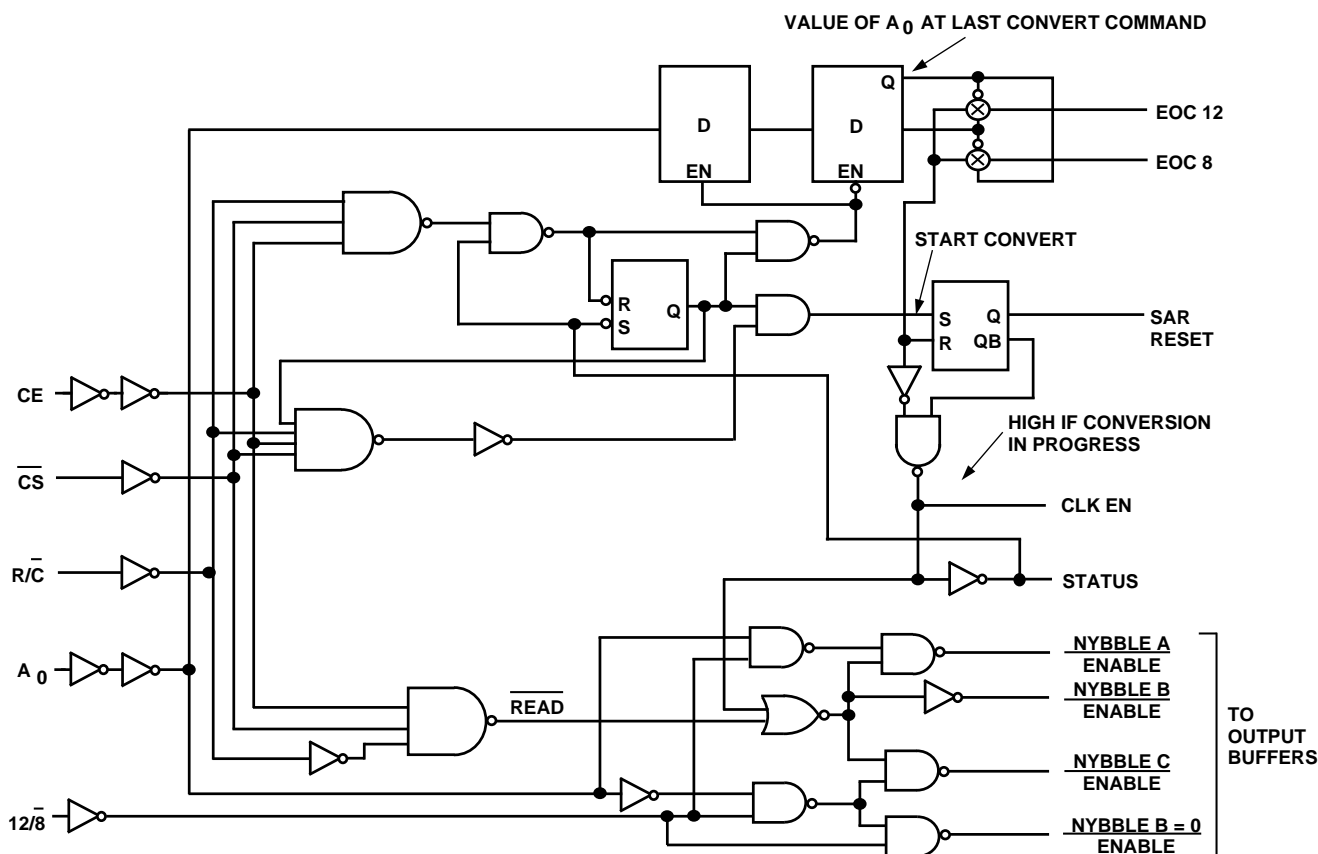 VALUE OF A0 AT LAST CONVERT COMMAND
Q
D
D
EN
EN
EOC 12
EOC 8
START CONVERT
R
S
Q
S
R
Q
QB
SAR
RESET
CE
C̅S̅
R/C̅
A0
12/8̅
HIGH IF CONVERSION
IN PROGRESS
CLK EN
STATUS
R̅E̅A̅D̅
NYBBLE A
ENABLE
NYBBLE B
ENABLE
NYBBLE C
ENABLE
NYBBLE B = 0
ENABLE
TO
OUTPUT
BUFFERS